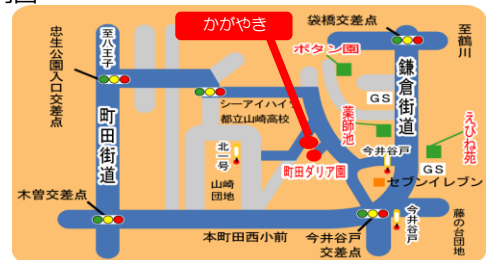 かがやき
袋橋交差点
至鶴川
忠生公園入口交差点
至八王子
ボタン園
鎌倉街道
GS
シーアイハイツ
都立山崎高校
薬師池
えびね苑
町田街道
北一号
今井谷戸
町田ダリア園
GS
山崎団地
セブンイレブン
木曽交差点
今井谷戸
藤の台団地
本町田西小前
今井谷戸交差点